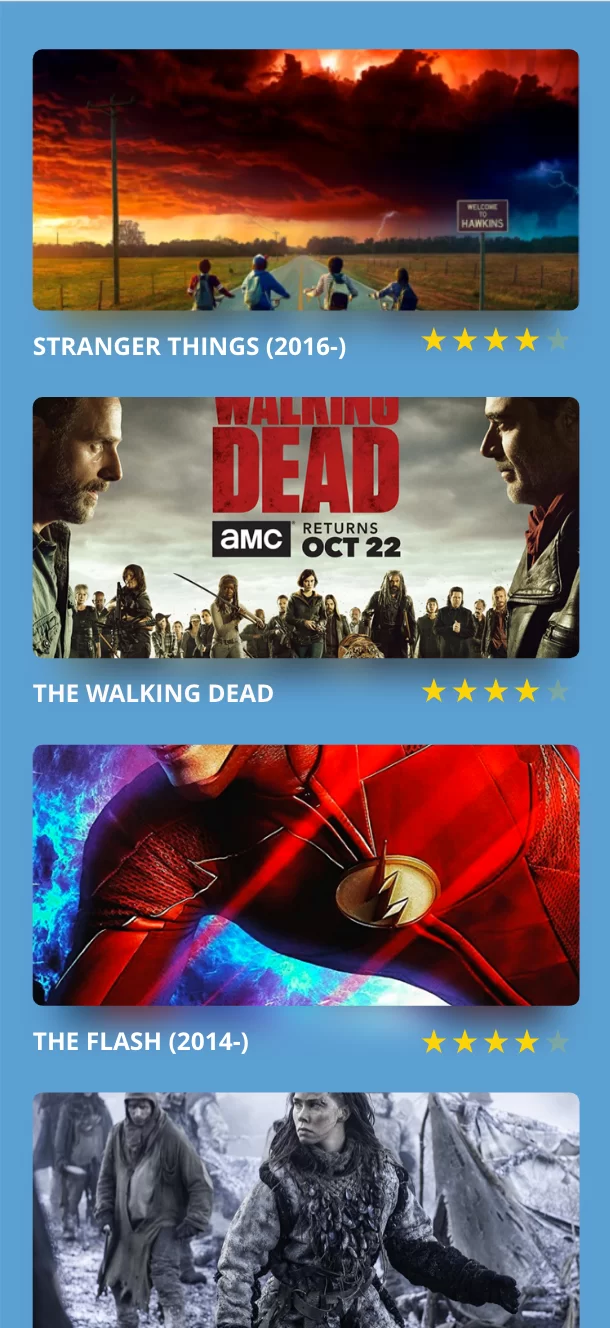 WELCOME
TO
HAWKINS
STRANGER THINGS (2016-)
WALKING
DEAD
aMC RETURNS
OCT 22
THE WALKING DEAD
THE FLASH (2014-)